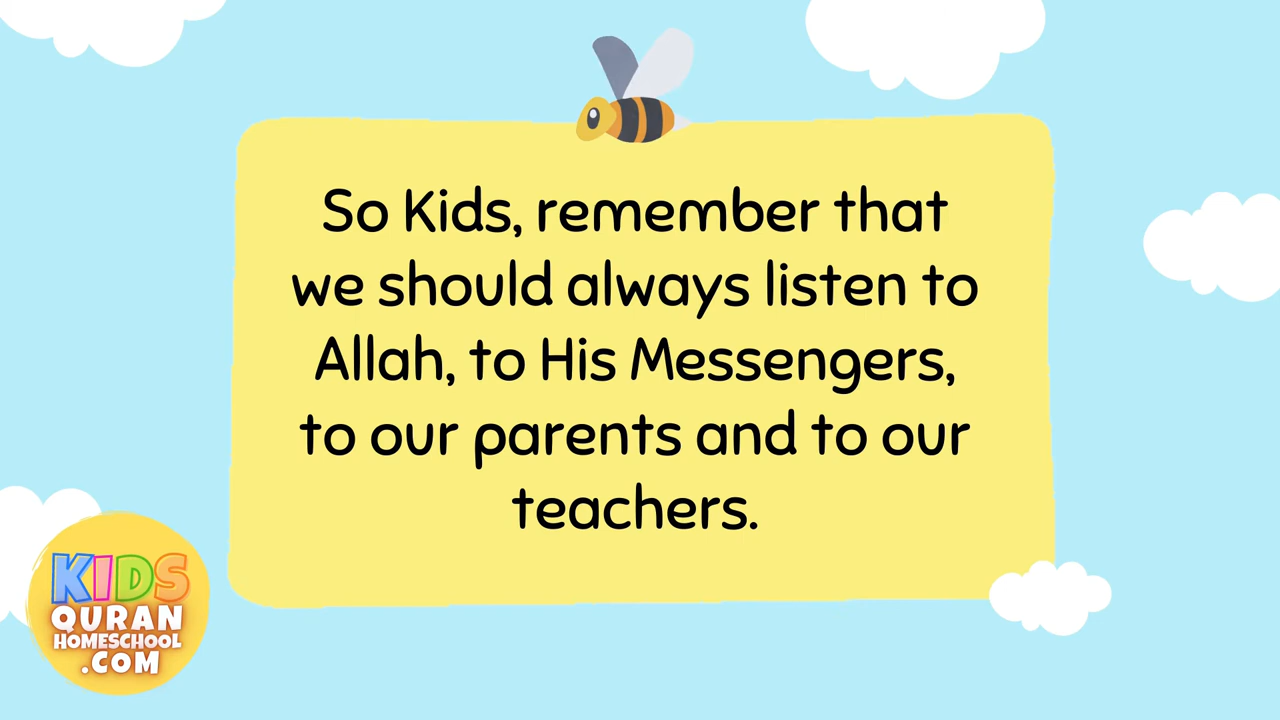 So Kids, remember that
we should always listen to
Allah, to His Messengers,
to our parents and to our
teachers.
KIDS
QURAN
HOMESCHOOL
.COM